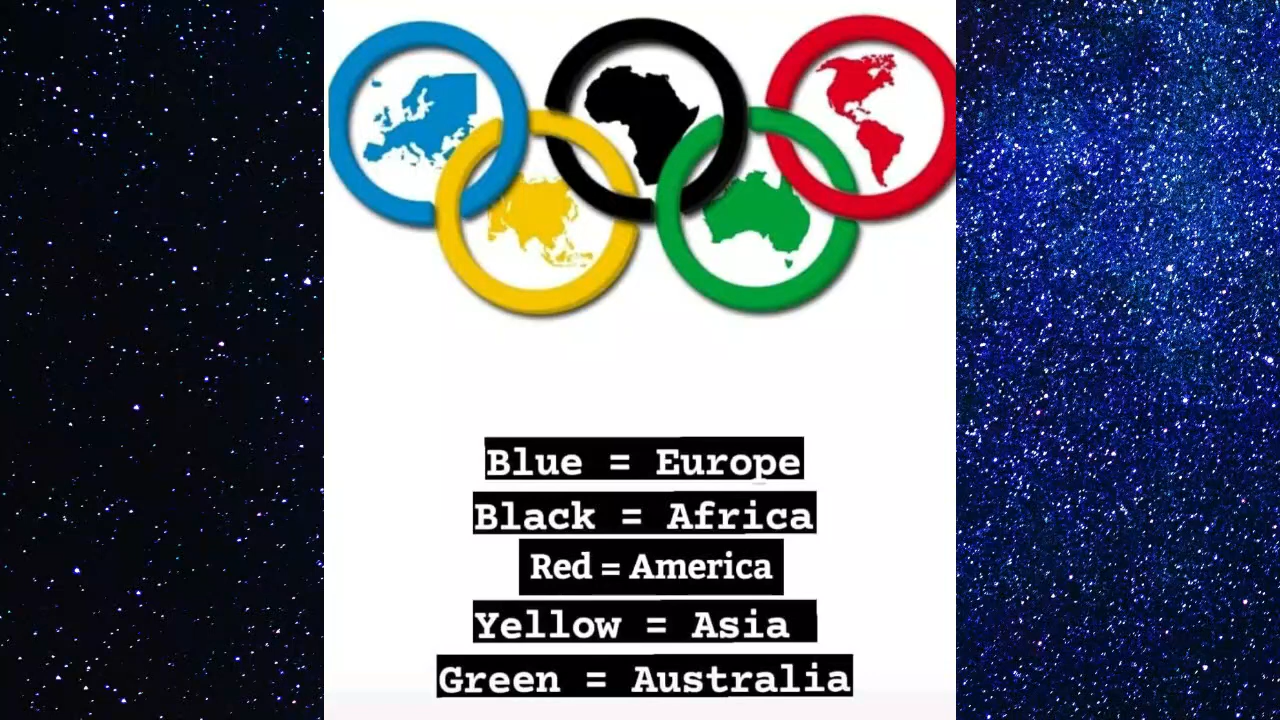 Blue = Europe
Black = Africa
Red = America
Yellow = Asia
Green = Australia